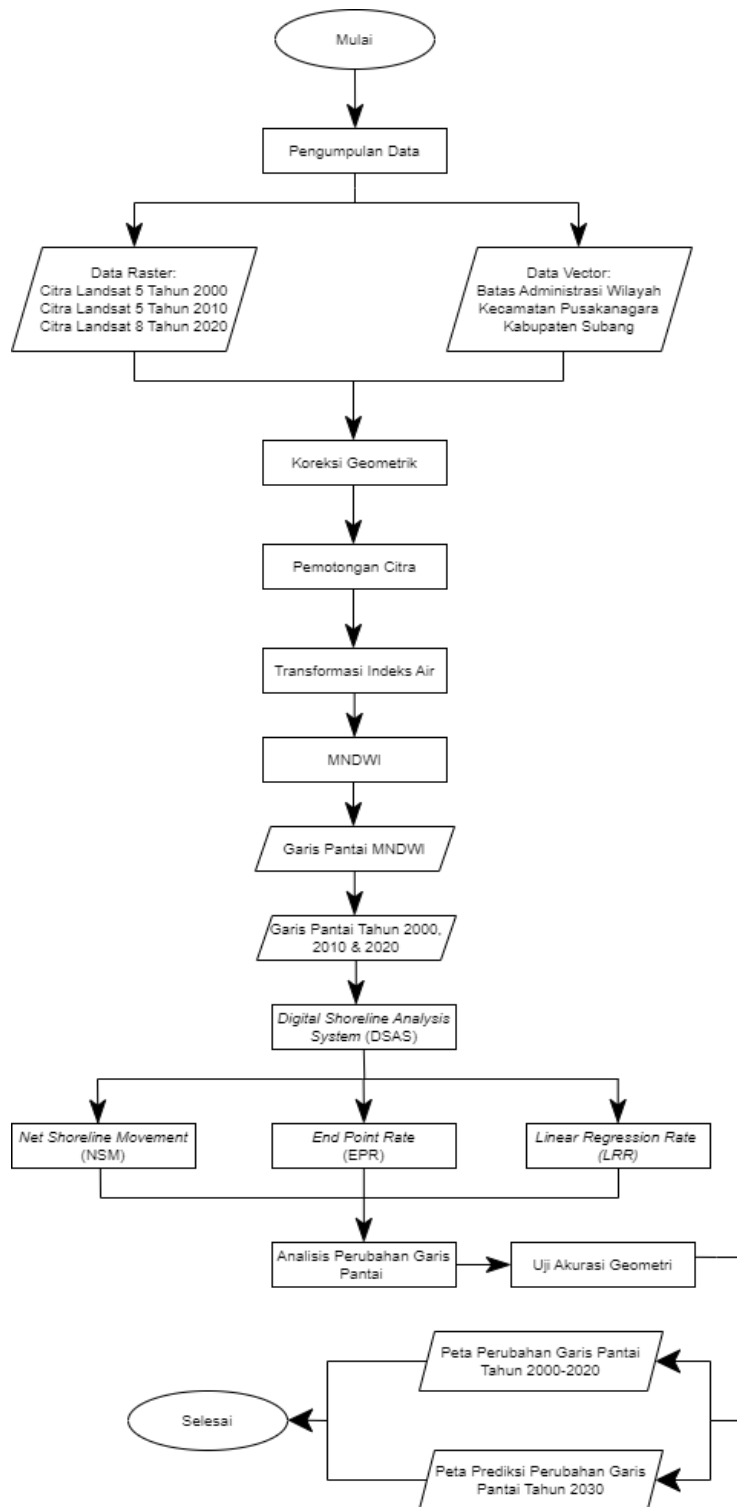 Mulai
Pengumpulan Data
Data Raster:
Citra Landsat 5 Tahun 2000
Citra Landsat 5 Tahun 2010
Citra Landsat 8 Tahun 2020
Data Vector:
Batas Administrasi Wilayah
Kecamatan Pusakanagara
Kabupaten Subang
Koreksi Geometrik
Pemotongan Citra
Transformasi Indeks Air
MNDWI
Garis Pantai MNDWI
Garis Pantai Tahun 2000,
2010 & 2020
Digital Shoreline Analysis
System (DSAS)
Net Shoreline Movement
(NSM)
End Point Rate
(EPR)
Linear Regression Rate
(LRR)
Analisis Perubahan Garis
Pantai
Uji Akurasi Geometri
Peta Perubahan Garis Pantai
Tahun 2000-2020
Selesai
Peta Prediksi Perubahan Garis
Pantai Tahun 2030